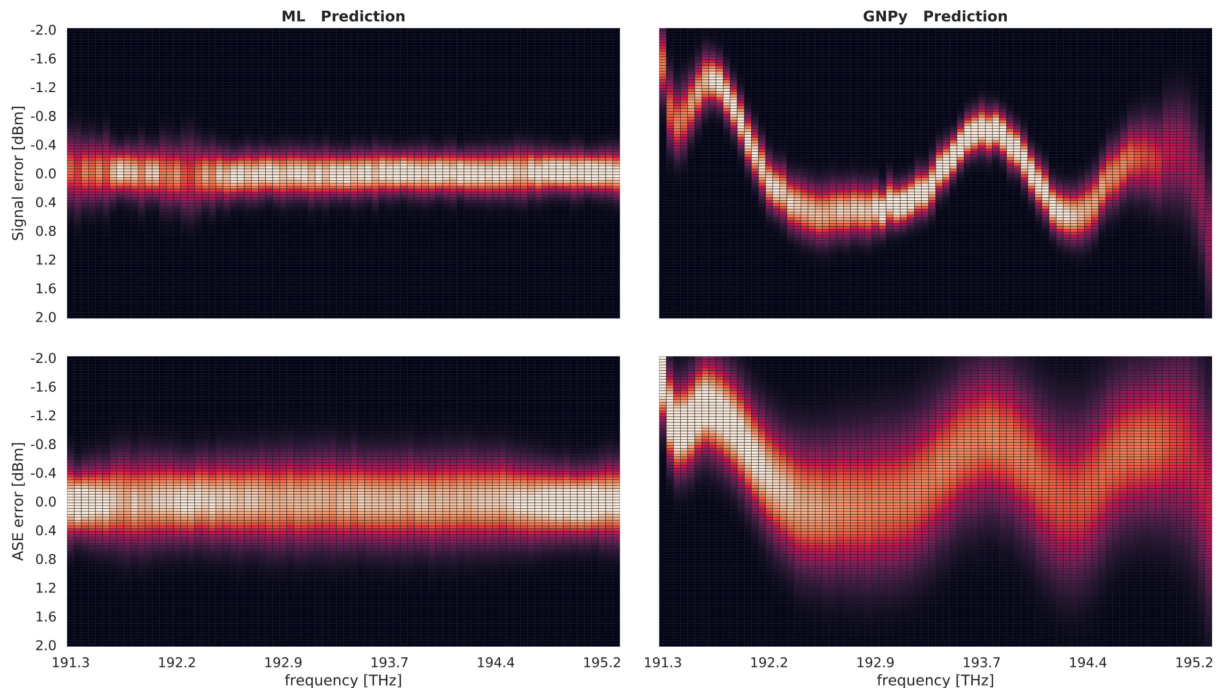 ML Prediction
GNPy Prediction
Signal error [dBm]
-2.0
-1.6
-1.2
-0.8
-0.4
0.0
0.4
0.8
1.2
1.6
2.0
ASE error [dBm]
-2.0
-1.6
-1.2
-0.8
-0.4
0.0
0.4
0.8
1.2
1.6
2.0
191.3 192.2 192.9 193.7 194.4 195.2
frequency [THz]
191.3 192.2 192.9 193.7 194.4 195.2
frequency [THz]